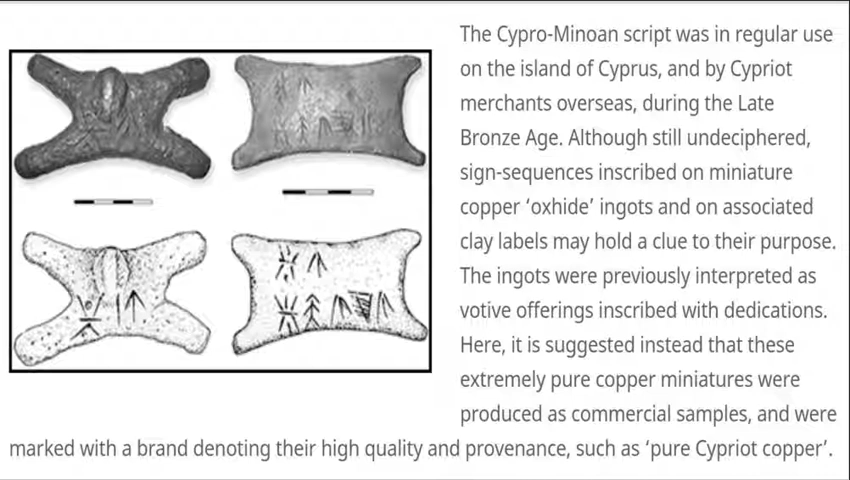 The Cypro-Minoan script was in regular use
on the island of Cyprus, and by Cypriot
merchants overseas, during the Late
Bronze Age. Although still undeciphered,
sign-sequences inscribed on miniature
copper ‘oxhide’ ingots and on associated
clay labels may hold a clue to their purpose.
The ingots were previously interpreted as
votive offerings inscribed with dedications.
Here, it is suggested instead that these
extremely pure copper miniatures were
produced as commercial samples, and were
marked with a brand denoting their high quality and provenance, such as ‘pure Cypriot copper’.